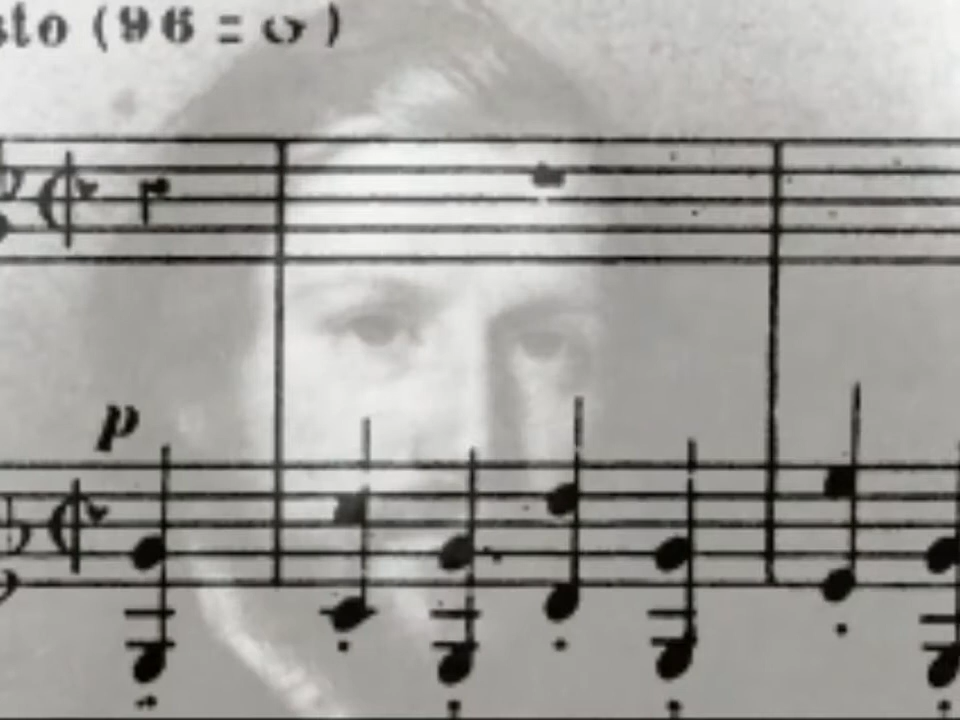 sto (96 = 𝅗𝅥)
p